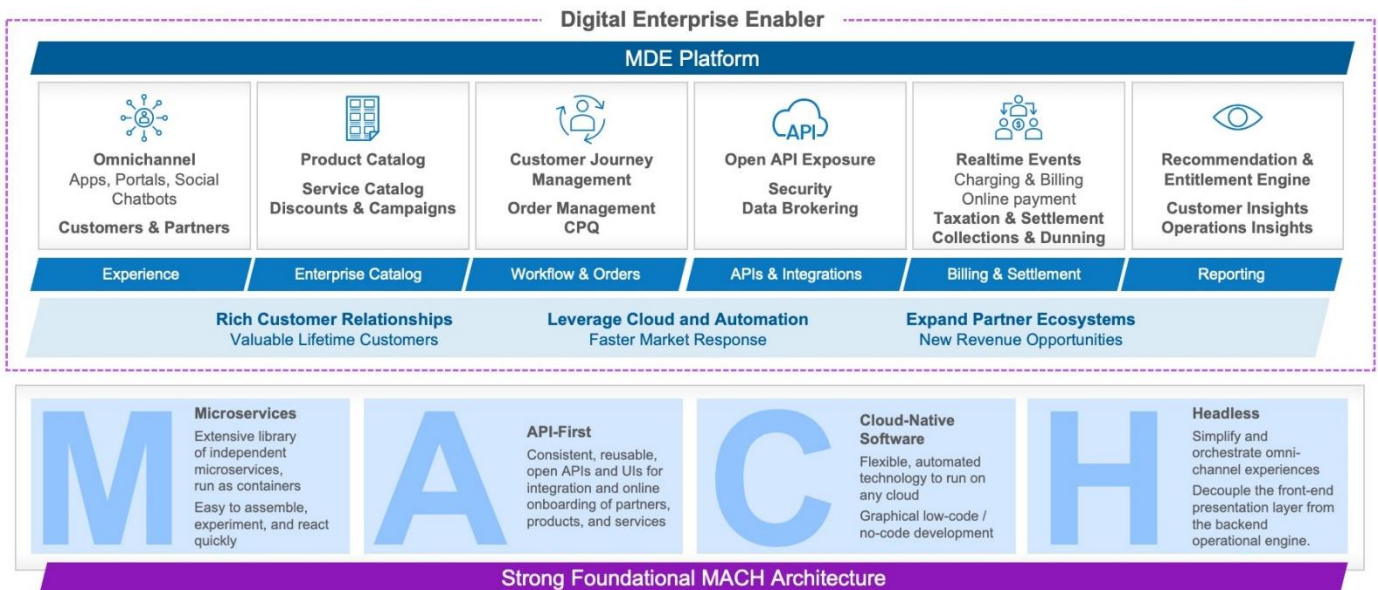 Digital Enterprise Enabler
MDE Platform
Omnichannel
Apps, Portals, Social
Chatbots
Customers & Partners
Product Catalog
Service Catalog
Discounts & Campaigns
Customer Journey
Management
Order Management
CPQ
API
Open API Exposure
Security
Data Brokering
$
Realtime Events
Charging & Billing
Online payment
Taxation & Settlement
Collections & Dunning
Recommendation &
Entitlement Engine
Customer Insights
Operations Insights
Experience
Enterprise Catalog
Workflow & Orders
APIs & Integrations
Billing & Settlement
Reporting
Rich Customer Relationships
Valuable Lifetime Customers
Leverage Cloud and Automation
Faster Market Response
Expand Partner Ecosystems
New Revenue Opportunities
M
Microservices
Extensive library
of independent
microservices,
run as containers
Easy to assemble,
experiment, and react
quickly
A
API-First
Consistent, reusable,
open APIs and UIs for
integration and online
onboarding of partners,
products, and services
C
Cloud-Native
Software
Flexible, automated
technology to run on
any cloud
Graphical low-code /
no-code development
H
Headless
Simplify and
orchestrate omni-
channel experiences
Decouple the front-end
presentation layer from
the backend
operational engine.
Strong Foundational MACH Architecture